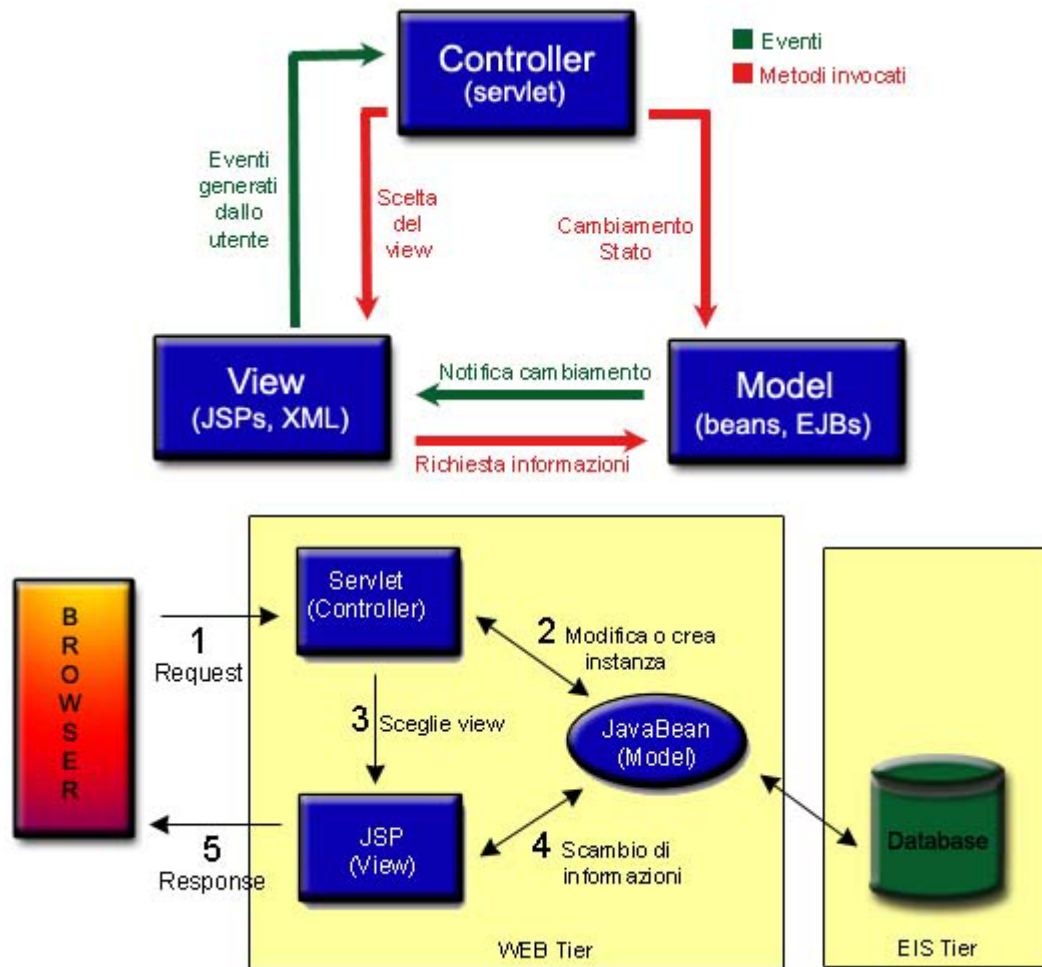 Controller
(servlet)
Eventi
Metodi invocati
Eventi
generati
dallo
utente
Scelta
del
view
Cambiamento
Stato
View
(JSPs, XML)
Notifica cambiamento
Richiesta informazioni
Model
(beans, EJBs)
BROWSER
1
Request
Servlet
(Controller)
2 Modifica o crea
instanza
3 Sceglie view
JavaBean
(Model)
JSP
(View)
4 Scambio di
informazioni
5
Response
Database
WEB Tier
EIS Tier